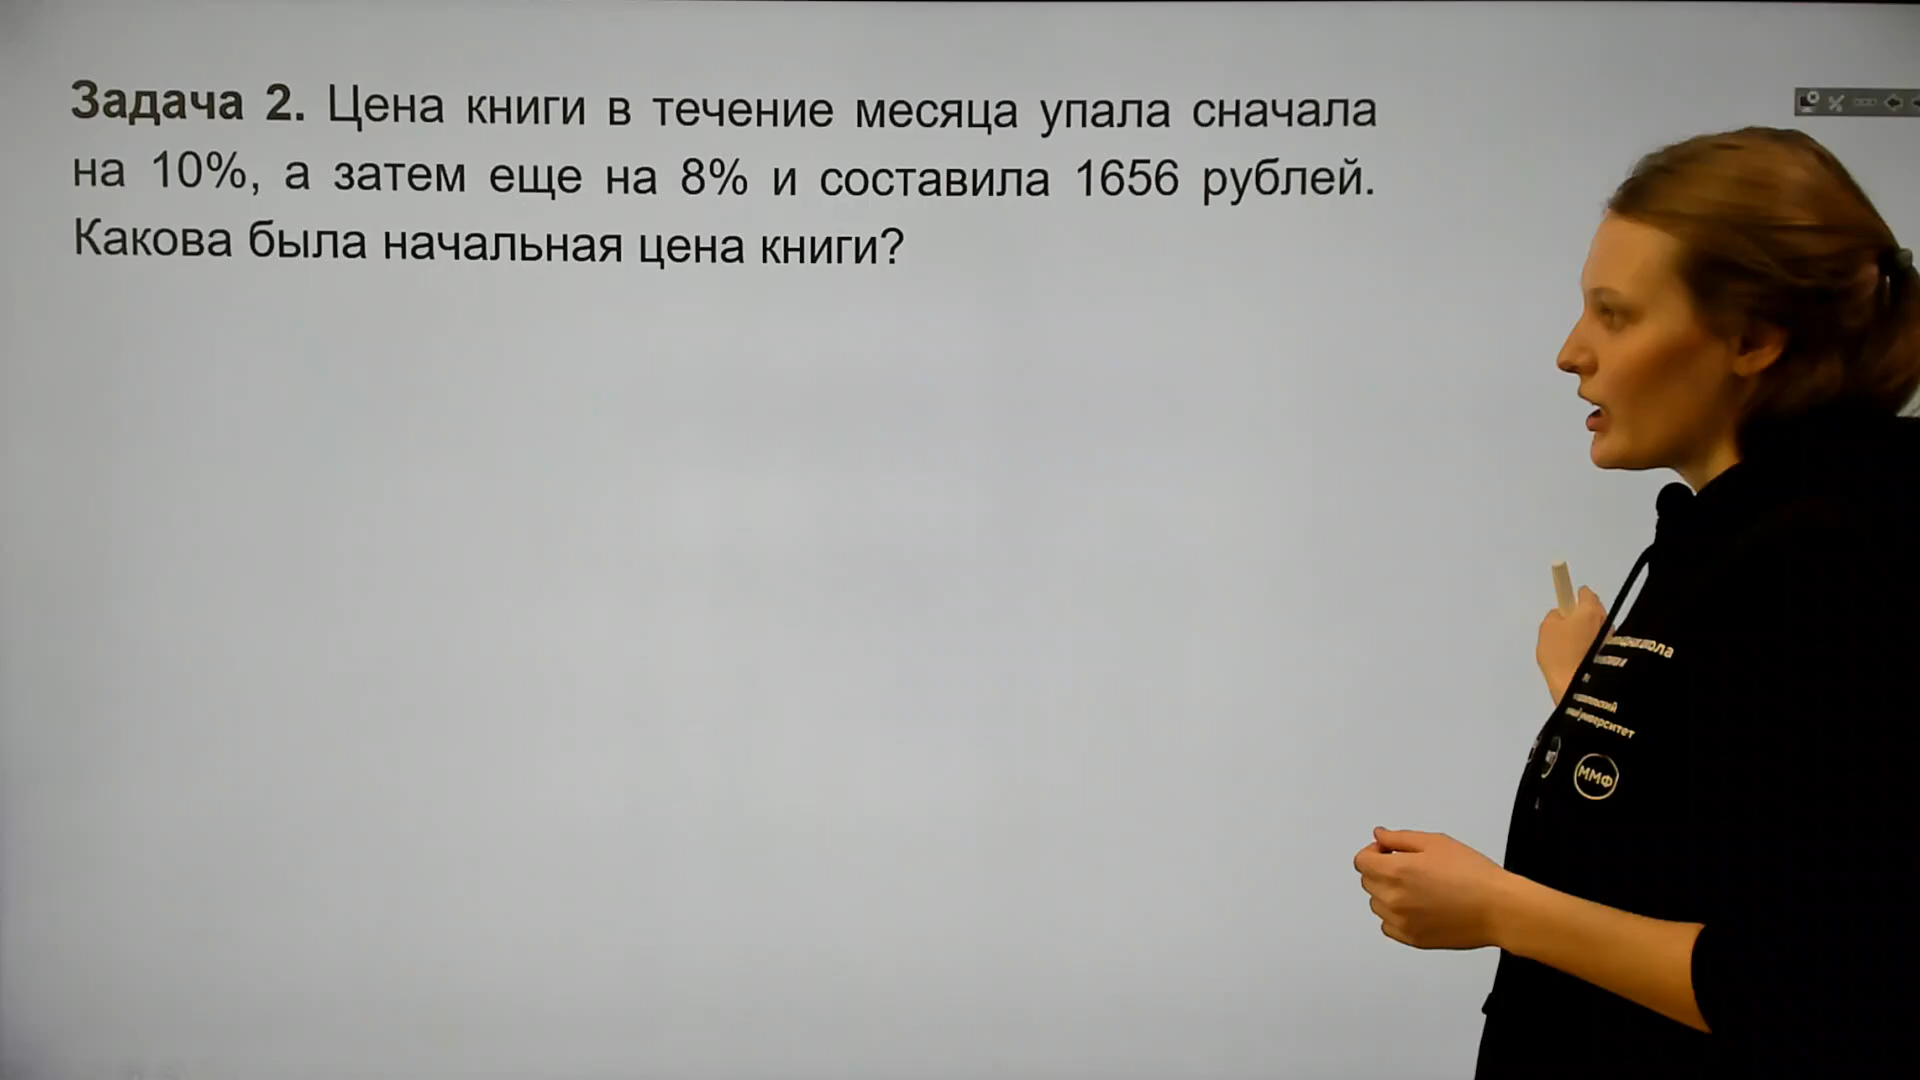 Задача 2. Цена книги в течение месяца упала сначала
на 10%, а затем еще на 8% и составила 1656 рублей.
Какова была начальная цена книги?
ММФ